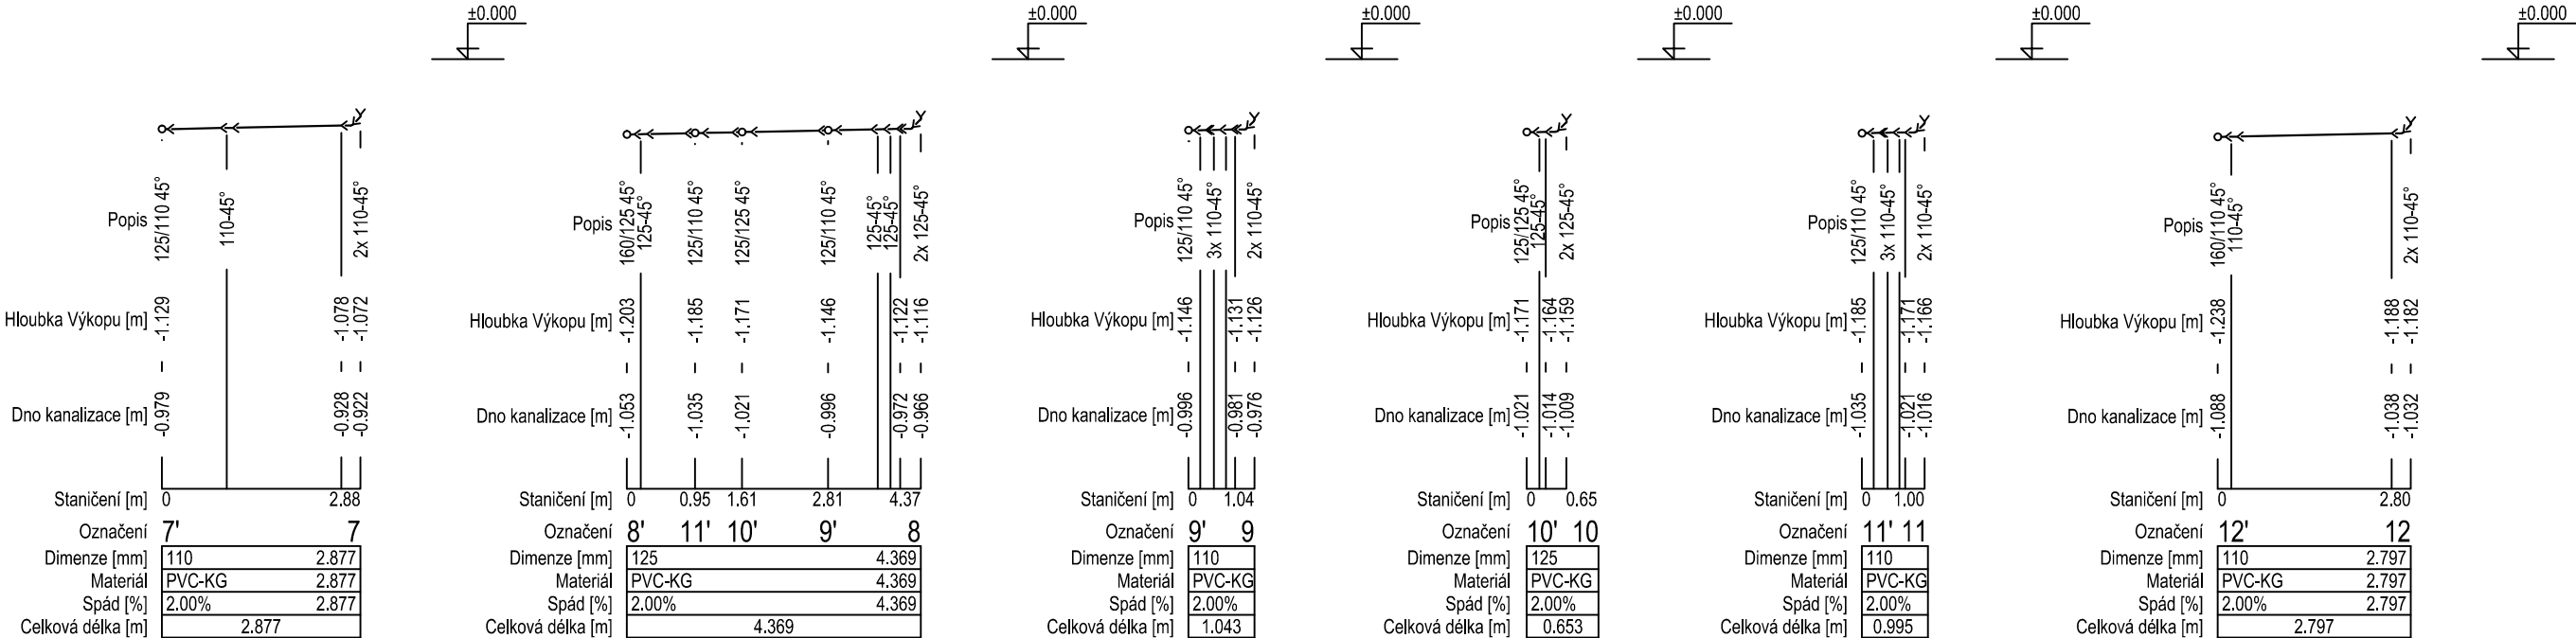 ±0.000 ±0.000 ±0.000 ±0.000 ±0.000 ±0.000
Popis 125/110 45° 110-45° 2x 110-45°
Hloubka Výkopu [m] -1.129 -1.078 -1.072
Dno kanalizace [m] -0.979 -0.928 -0.922
Staničení [m] 0 2.88
Označení 7' 7
Dimenze [mm] 110 2.877
Materiál PVC-KG 2.877
Spád [%] 2.00% 2.877
Celková délka [m] 2.877
Popis 160/125 45° 125-45° 125/110 45° 125/125 45° 125/110 45° 125-45° 125-45° 2x 125-45°
Hloubka Výkopu [m] -1.203 -1.185 -1.171 -1.146 -1.122 -1.116
Dno kanalizace [m] -1.053 -1.035 -1.021 -0.996 -0.972 -0.966
Staničení [m] 0 0.95 1.61 2.81 4.37
Označení 8' 11' 10' 9' 8
Dimenze [mm] 125 4.369
Materiál PVC-KG 4.369
Spád [%] 2.00% 4.369
Celková délka [m] 4.369
Popis 125/110 45° 3x 110-45° 2x 110-45°
Hloubka Výkopu [m] -1.146 -1.131 -1.126
Dno kanalizace [m] -0.996 -0.981 -0.976
Staničení [m] 0 1.04
Označení 9' 9
Dimenze [mm] 110
Materiál PVC-KG
Spád [%] 2.00%
Celková délka [m] 1.043
Popis 125/125 45° 125-45° 2x 125-45°
Hloubka Výkopu [m] -1.171 -1.164 -1.159
Dno kanalizace [m] -1.021 -1.014 -1.009
Staničení [m] 0 0.65
Označení 10' 10
Dimenze [mm] 125
Materiál PVC-KG
Spád [%] 2.00%
Celková délka [m] 0.653
Popis 125/110 45° 3x 110-45° 2x 110-45°
Hloubka Výkopu [m] -1.185 -1.171 -1.166
Dno kanalizace [m] -1.035 -1.021 -1.016
Staničení [m] 0 1.00
Označení 11' 11
Dimenze [mm] 110
Materiál PVC-KG
Spád [%] 2.00%
Celková délka [m] 0.995
Popis 160/110 45° 110-45° 2x 110-45°
Hloubka Výkopu [m] -1.238 -1.188 -1.182
Dno kanalizace [m] -1.088 -1.038 -1.032
Staničení [m] 0 2.80
Označení 12' 12
Dimenze [mm] 110 2.797
Materiál PVC-KG 2.797
Spád [%] 2.00% 2.797
Celková délka [m] 2.797